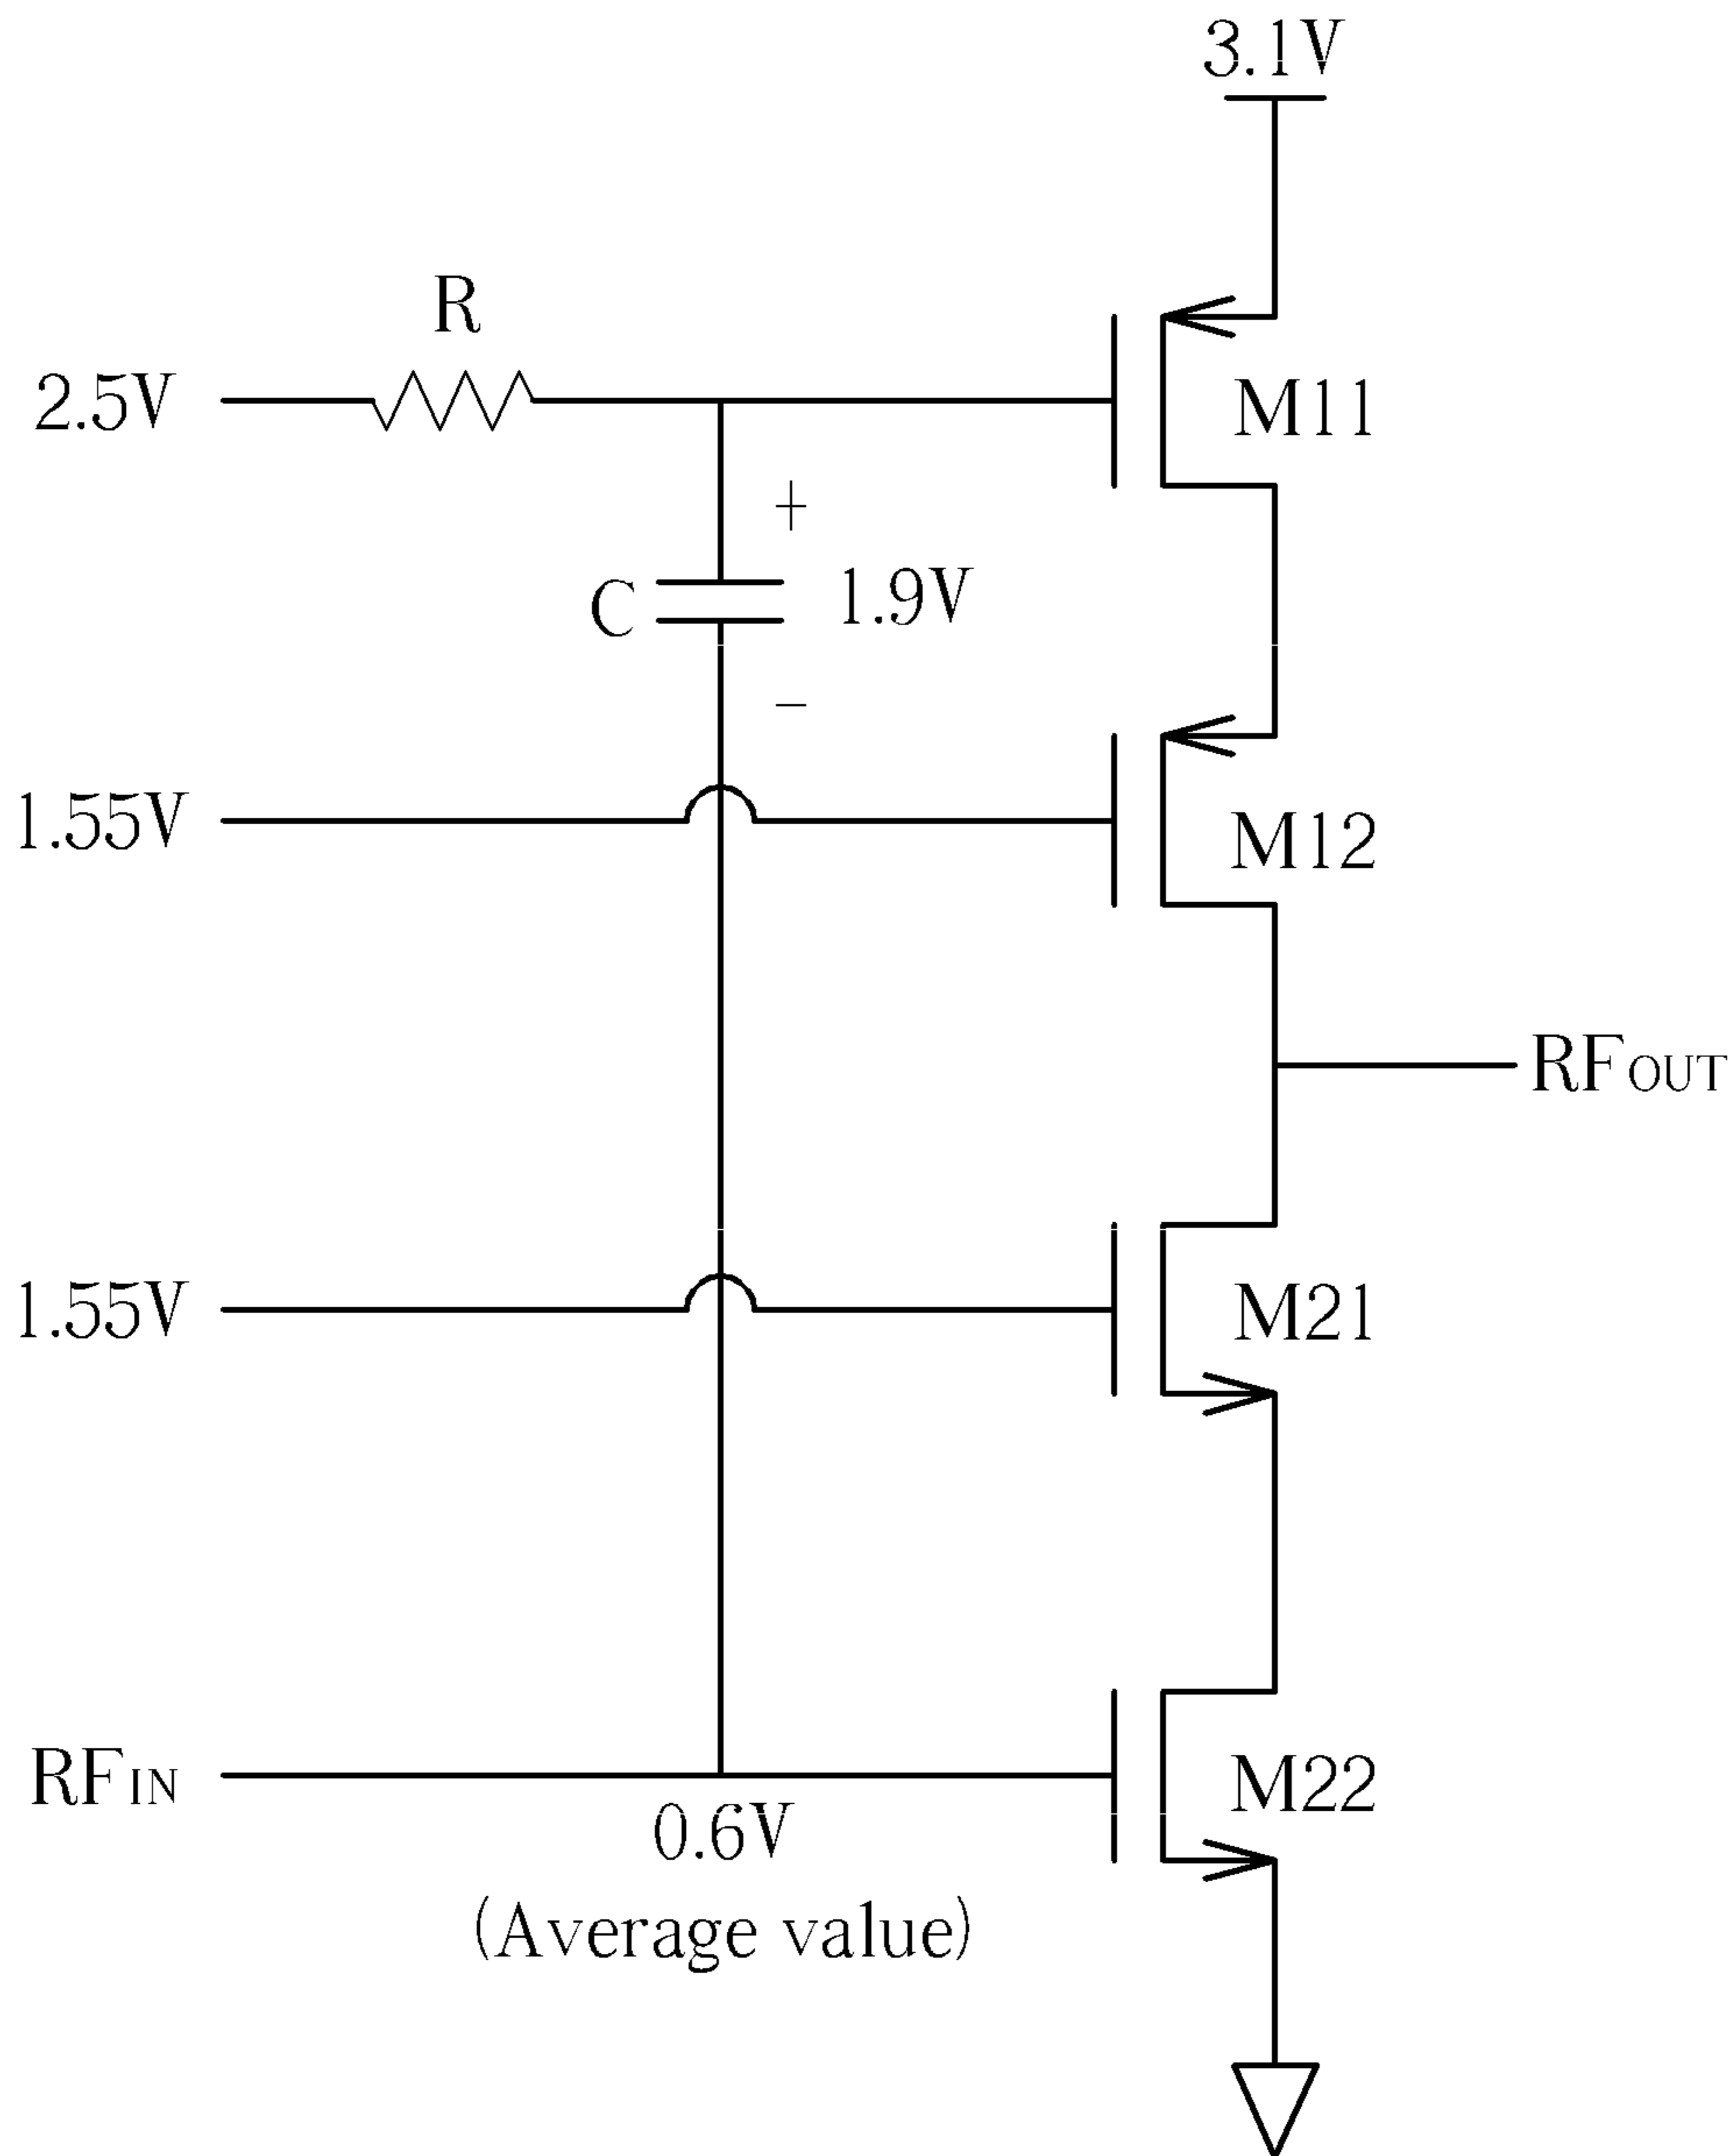 3.1V
R
2.5V
M11
+
C
1.9V
−
1.55V
M12
RFOUT
1.55V
M21
RFIN
M22
0.6V
(Average value)